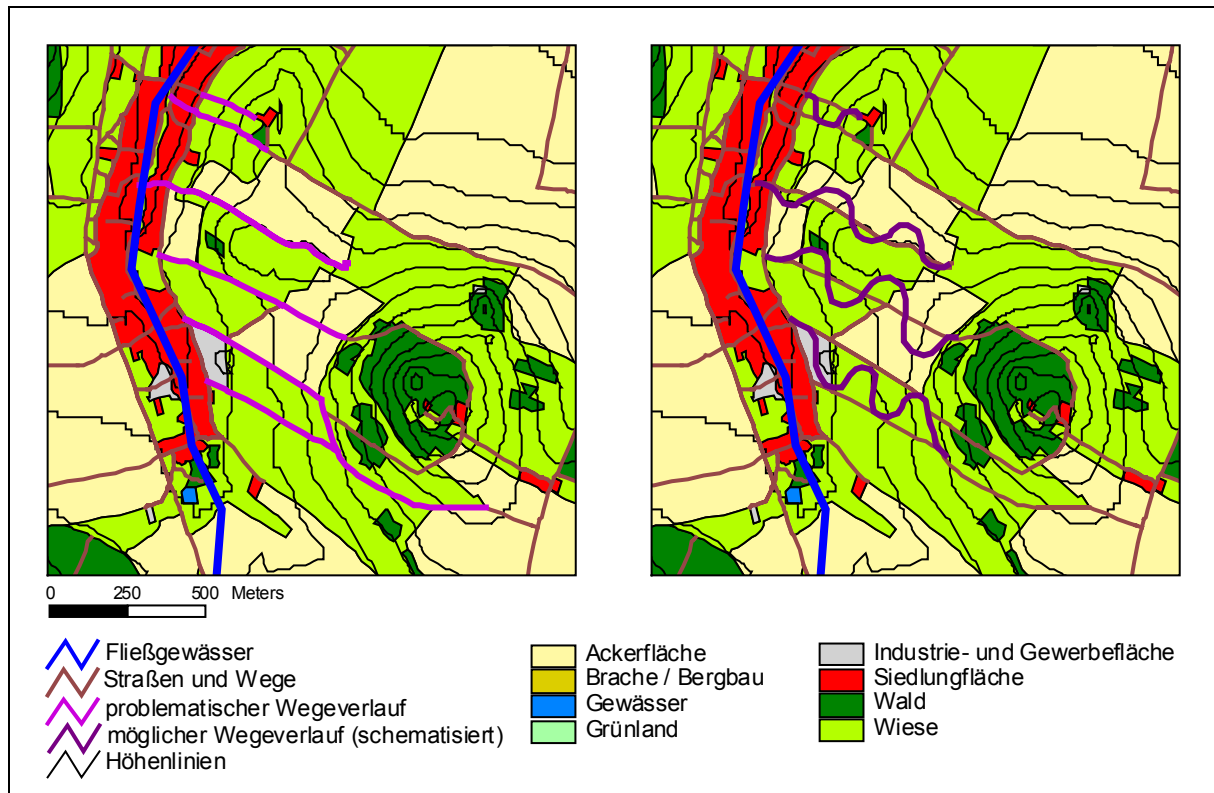 0 250 500 Meters
Fließgewässer
Straßen und Wege
problematischer Wegeverlauf
möglicher Wegeverlauf (schematisiert)
Höhenlinien
Ackerfläche
Brache / Bergbau
Gewässer
Grünland
Industrie- und Gewerbefläche
Siedlungfläche
Wald
Wiese